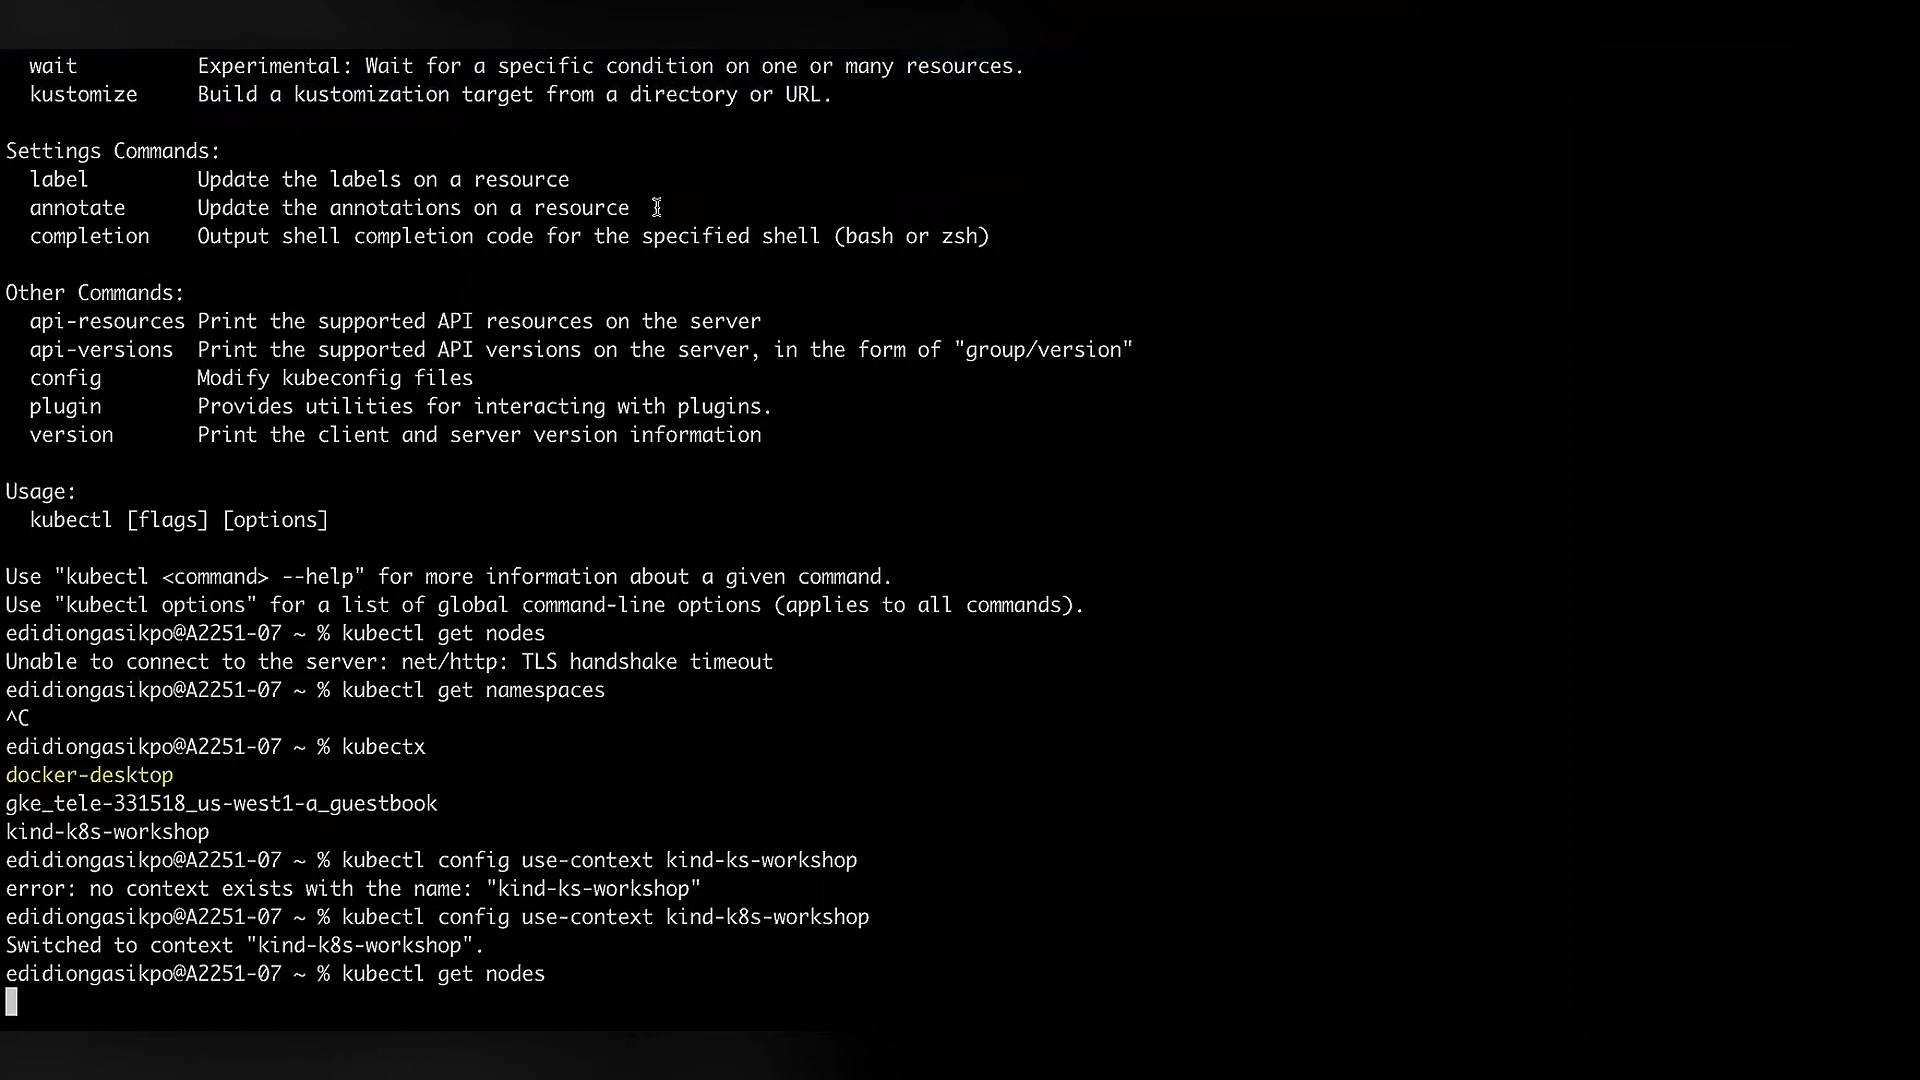 wait          Experimental: Wait for a specific condition on one or many resources.
kustomize     Build a kustomization target from a directory or URL.
Settings Commands:
label         Update the labels on a resource
annotate      Update the annotations on a resource
completion    Output shell completion code for the specified shell (bash or zsh)
Other Commands:
api-resources Print the supported API resources on the server
api-versions  Print the supported API versions on the server, in the form of "group/version"
config        Modify kubeconfig files
plugin        Provides utilities for interacting with plugins.
version       Print the client and server version information
Usage:
kubectl [flags] [options]
Use "kubectl <command> --help" for more information about a given command.
Use "kubectl options" for a list of global command-line options (applies to all commands).
edidiongasikpo@A2251-07 ~ % kubectl get nodes
Unable to connect to the server: net/http: TLS handshake timeout
edidiongasikpo@A2251-07 ~ % kubectl get namespaces
^C
edidiongasikpo@A2251-07 ~ % kubectx
docker-desktop
gke_tele-331518_us-west1-a_guestbook
kind-k8s-workshop
edidiongasikpo@A2251-07 ~ % kubectl config use-context kind-ks-workshop
error: no context exists with the name: "kind-ks-workshop"
edidiongasikpo@A2251-07 ~ % kubectl config use-context kind-k8s-workshop
Switched to context "kind-k8s-workshop".
edidiongasikpo@A2251-07 ~ % kubectl get nodes